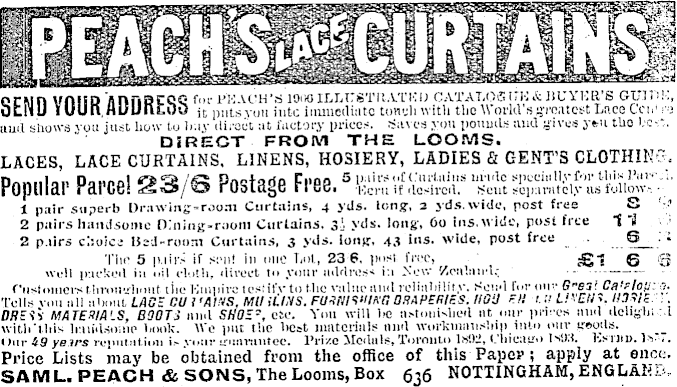 PEACH'S LACE CURTAINS
SEND YOUR ADDRESS for PEACH'S 1906 ILLUSTRATED CATALOGUE & BUYER'S GUIDE,
it puts you into immediate touch with the World's greatest Lace Centre
and shows you just how to buy direct at factory prices. Saves you pounds and gives you the best.
DIRECT FROM THE LOOMS.
LACES, LACE CURTAINS, LINENS, HOSIERY, LADIES & GENT'S CLOTHING.
Popular Parcel 23/6 Postage Free. 5 pairs of Curtains made specially for this Parcel.
Ecru if desired. Sent separately as follows
1 pair superb Drawing-room Curtains, 4 yds. long, 2 yds. wide, post free 8
2 pairs handsome Dining-room Curtains, 3½ yds. long, 60 ins. wide, post free 11
2 pairs choice Bed-room Curtains, 3 yds. long, 43 ins. wide, post free 6
The 5 pairs if sent in one Lot, 23 6, post free, £1 6 6
well packed in oil cloth, direct to your address in New Zealand;
Customers throughout the Empire testify to the value and reliability. Send for our Great Catalogue.
Tells you all about LACE CURTAINS, MUSLINS, FURNISHING DRAPERIES, HOUSEHOLD LINENS, HOSIERY,
DRESS MATERIALS, BOOTS and SHOES, etc. You will be astonished at our prices and delighted
with this handsome book. We put the best materials and workmanship into our goods.
Our 49 years reputation is your guarantee. Prize Medals, Toronto 1892, Chicago 1893. ESTBD. 1857.
Price Lists may be obtained from the office of this Paper; apply at once.
SAML. PEACH & SONS, The Looms, Box 636 NOTTINGHAM, ENGLAND.